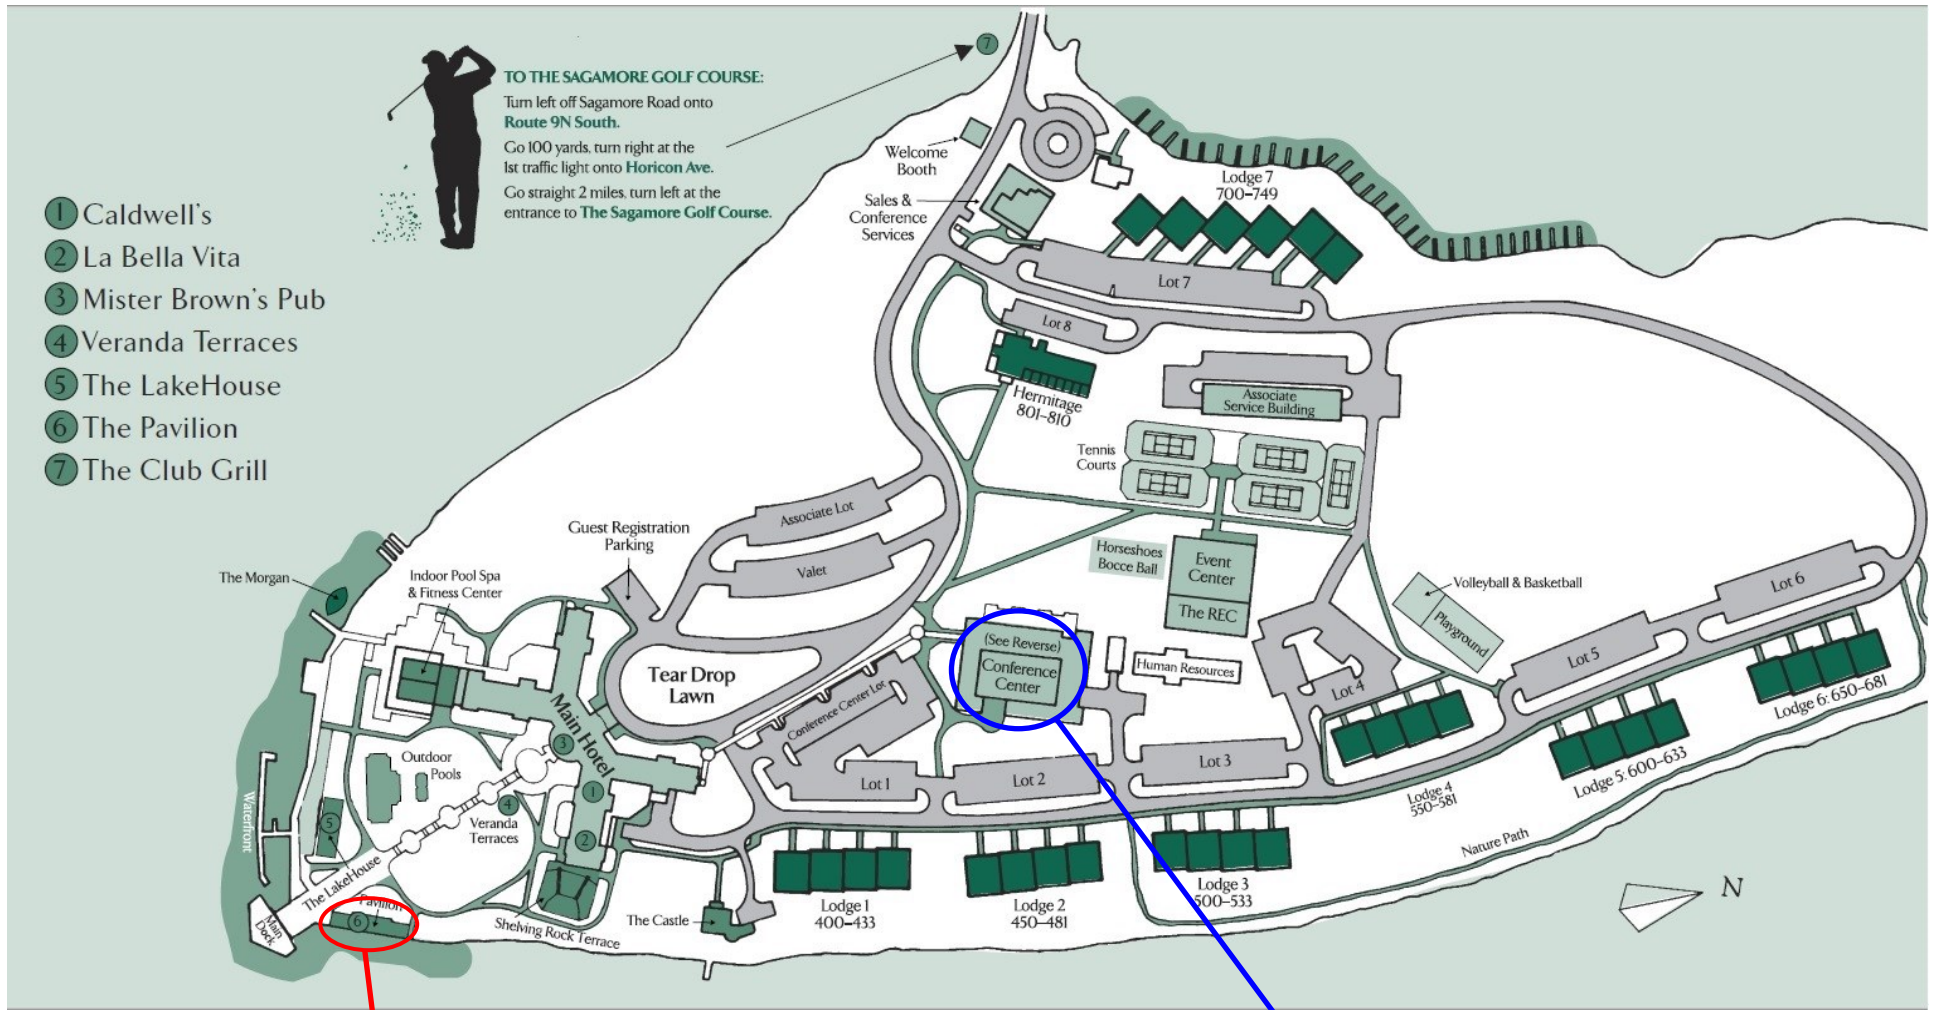 TO THE SAGAMORE GOLF COURSE:
Turn left off Sagamore Road onto
Route 9N South.
Go 100 yards, turn right at the
1st traffic light onto Horicon Ave.
Go straight 2 miles, turn left at the
entrance to The Sagamore Golf Course.
7
1 Caldwell's
2 La Bella Vita
3 Mister Brown's Pub
4 Veranda Terraces
5 The LakeHouse
6 The Pavilion
7 The Club Grill
Welcome
Booth
Sales &
Conference
Services
Lodge 7
700–749
Lot 7
Lot 8
Hermitage
801–810
Associate
Service Building
Tennis
Courts
Associate Lot
Valet
Guest Registration
Parking
Horseshoes
Bocce Ball
Event
Center
The REC
Volleyball & Basketball
Playground
Lot 6
Lot 5
Lot 4
Human Resources
(See Reverse)
Conference
Center
The Morgan
Indoor Pool Spa
& Fitness Center
Tear Drop
Lawn
Conference Center Lot
Main Hotel
3
1
2
Outdoor
Pools
4
Veranda
Terraces
5
Waterfront
The LakeHouse
Pavilion
6
Main
Dock
Shelving Rock Terrace
The Castle
Lot 1
Lot 2
Lot 3
Lodge 1
400–433
Lodge 2
450–481
Lodge 3
500–533
Lodge 4
550–581
Lodge 5: 600–633
Lodge 6: 650–681
Nature Path
N